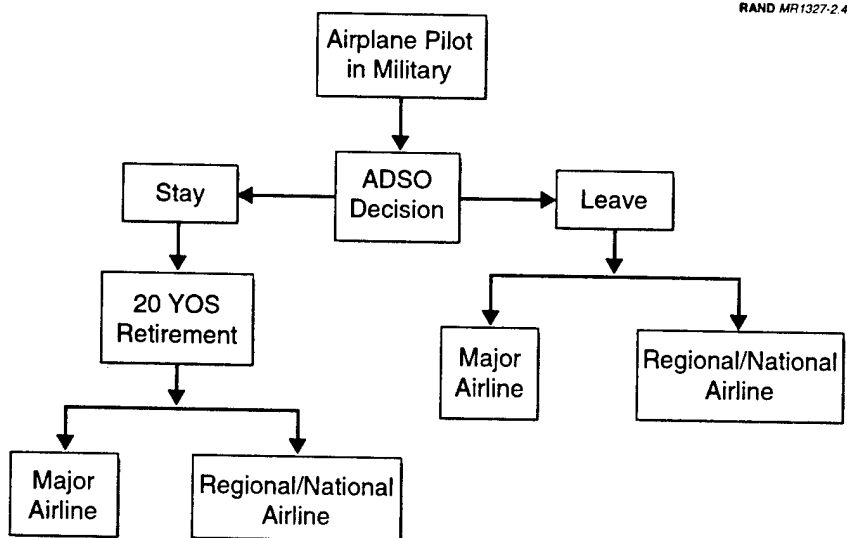 RAND MR1327-2.4
Airplane Pilot
in Military
ADSO
Decision
Stay
Leave
20 YOS
Retirement
Major
Airline
Regional/National
Airline
Major
Airline
Regional/National
Airline